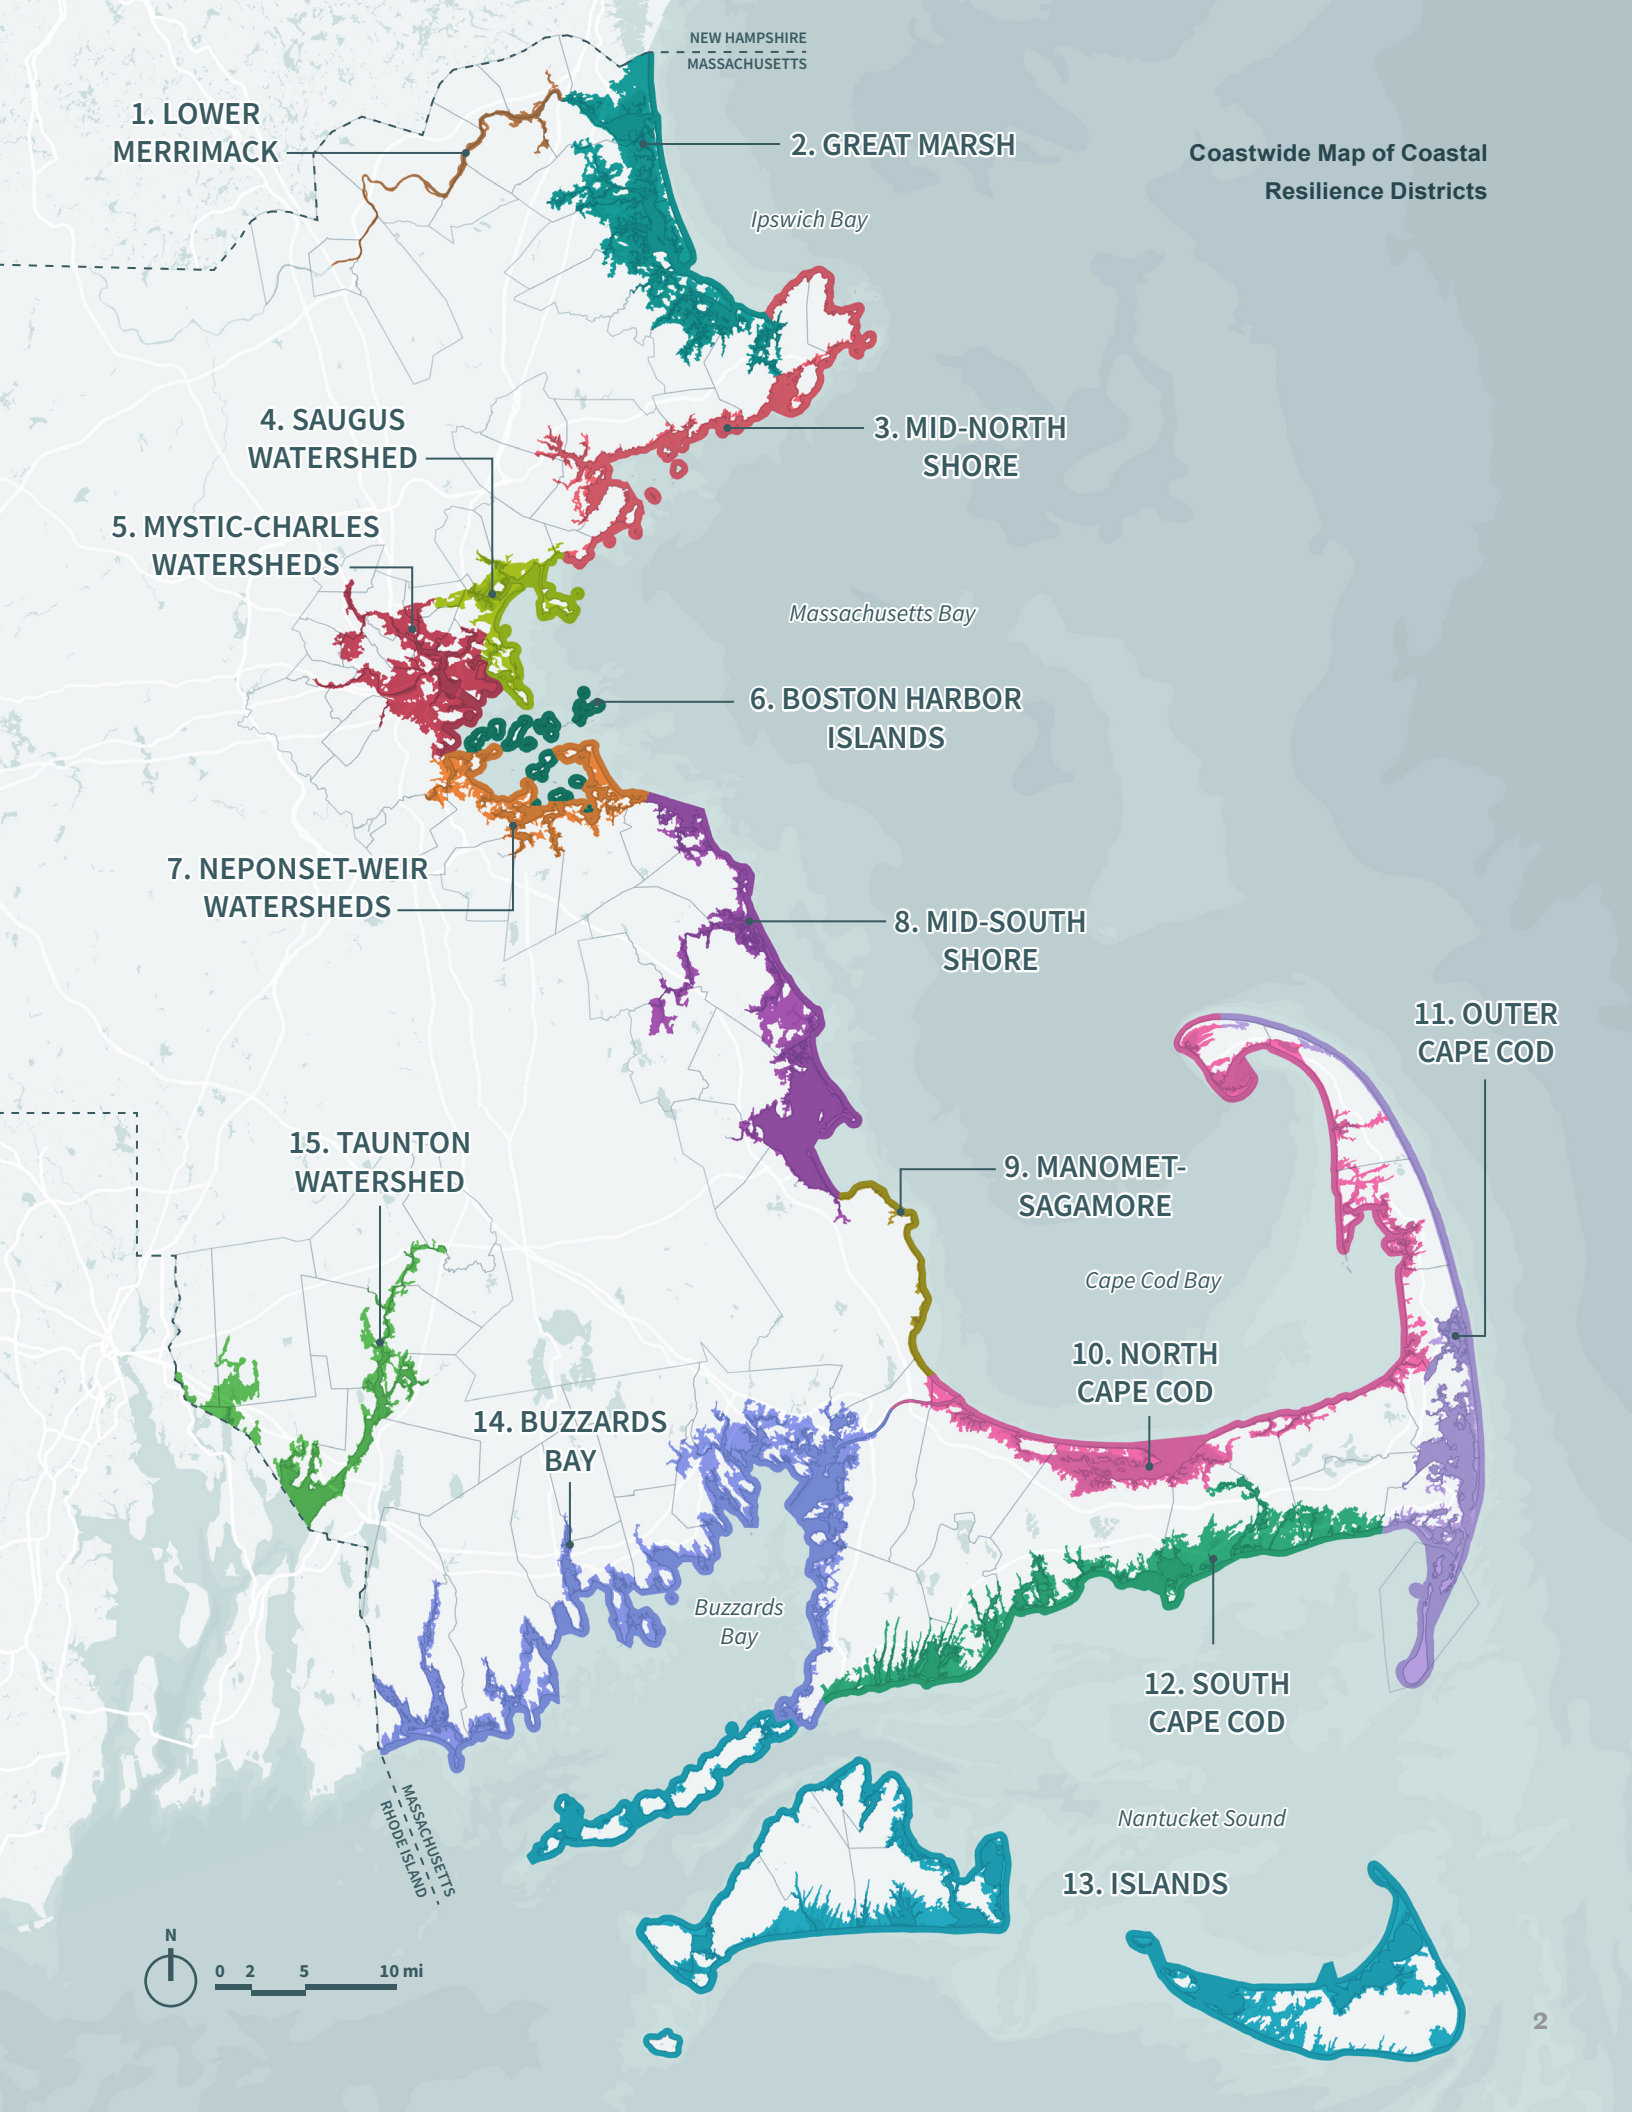 NEW HAMPSHIRE
MASSACHUSETTS
1. LOWER
MERRIMACK
2. GREAT MARSH
Coastwide Map of Coastal
Resilience Districts
Ipswich Bay
4. SAUGUS
WATERSHED
3. MID-NORTH
SHORE
5. MYSTIC-CHARLES
WATERSHEDS
Massachusetts Bay
6. BOSTON HARBOR
ISLANDS
7. NEPONSET-WEIR
WATERSHEDS
8. MID-SOUTH
SHORE
11. OUTER
CAPE COD
15. TAUNTON
WATERSHED
9. MANOMET-
SAGAMORE
Cape Cod Bay
10. NORTH
CAPE COD
14. BUZZARDS
BAY
Buzzards
Bay
12. SOUTH
CAPE COD
MASSACHUSETTS
RHODE ISLAND
Nantucket Sound
13. ISLANDS
N
0 2 5 10 mi
2